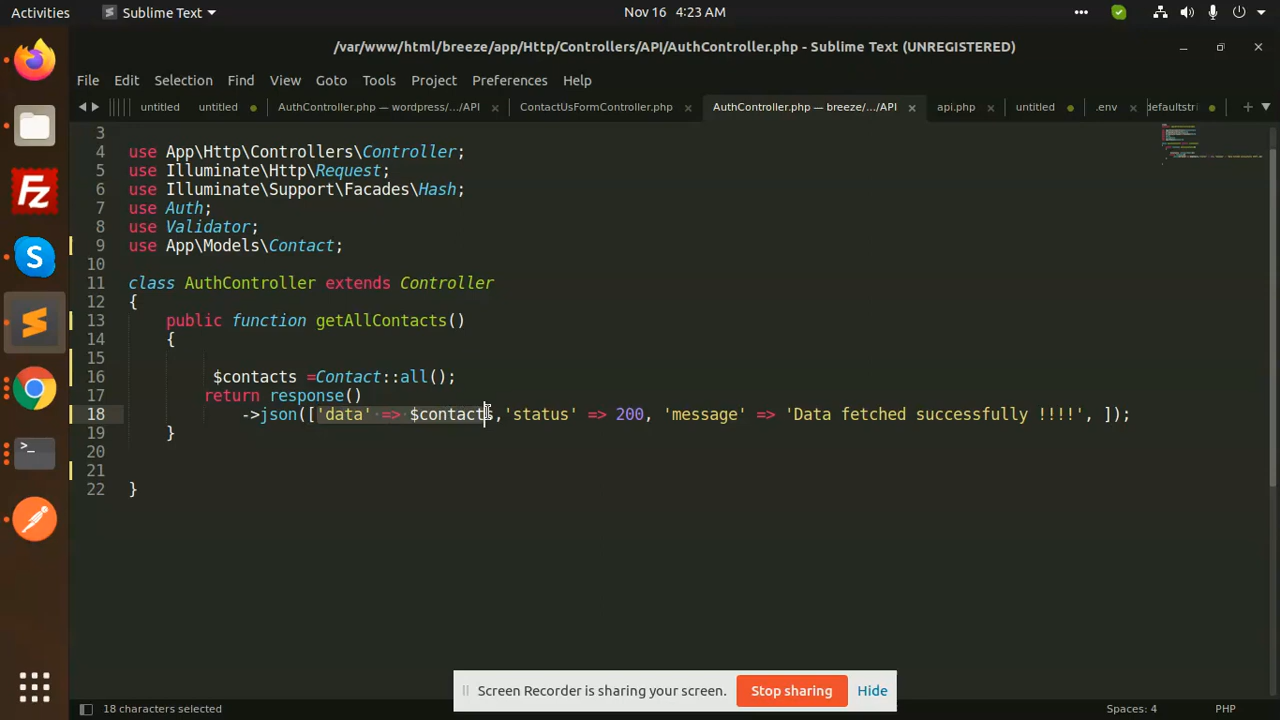 Activities
Sublime Text
Nov 16 4:23 AM
/var/www/html/breeze/app/Http/Controllers/API/AuthController.php - Sublime Text (UNREGISTERED)
File Edit Selection Find View Goto Tools Project Preferences Help
untitled untitled AuthController.php — wordpress/.../API ContactUsFormController.php AuthController.php — breeze/.../API api.php untitled .env defaultstri
3
4 use App\Http\Controllers\Controller;
5 use Illuminate\Http\Request;
6 use Illuminate\Support\Facades\Hash;
7 use Auth;
8 use Validator;
9 use App\Models\Contact;
10
11 class AuthController extends Controller
12 {
13 public function getAllContacts()
14 {
15
16 $contacts =Contact::all();
17 return response()
18 ->json(['data' => $contacts,'status' => 200, 'message' => 'Data fetched successfully !!!!', ]);
19 }
20
21
22 }
Screen Recorder is sharing your screen. Stop sharing Hide
18 characters selected
Spaces: 4 PHP